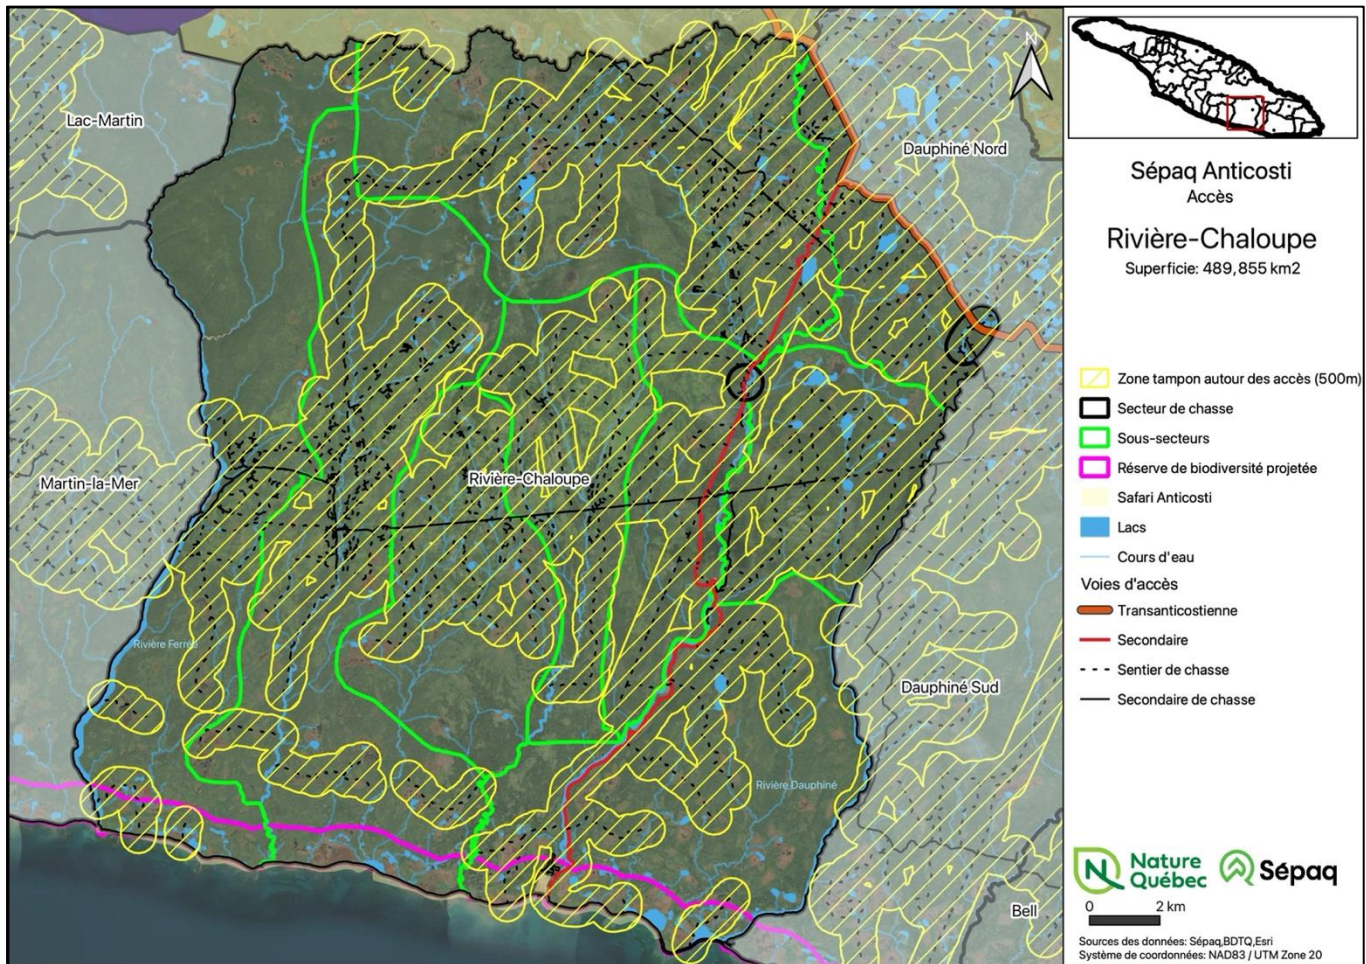 Lac-Martin
Dauphiné Nord
Martin-la-Mer
Rivière-Chaloupe
Rivière Ferrée
Dauphiné Sud
Rivière Dauphiné
Bell
N
Sépaq Anticosti
Accès
Rivière-Chaloupe
Superficie: 489,855 km2
Zone tampon autour des accès (500m)
Secteur de chasse
Sous-secteurs
Réserve de biodiversité projetée
Safari Anticosti
Lacs
Cours d'eau
Voies d'accès
Transanticostienne
Secondaire
Sentier de chasse
Secondaire de chasse
Nature
Québec
Sépaq
0 2 km
Sources des données: Sépaq,BDTQ,Esri
Système de coordonnées: NAD83 / UTM Zone 20